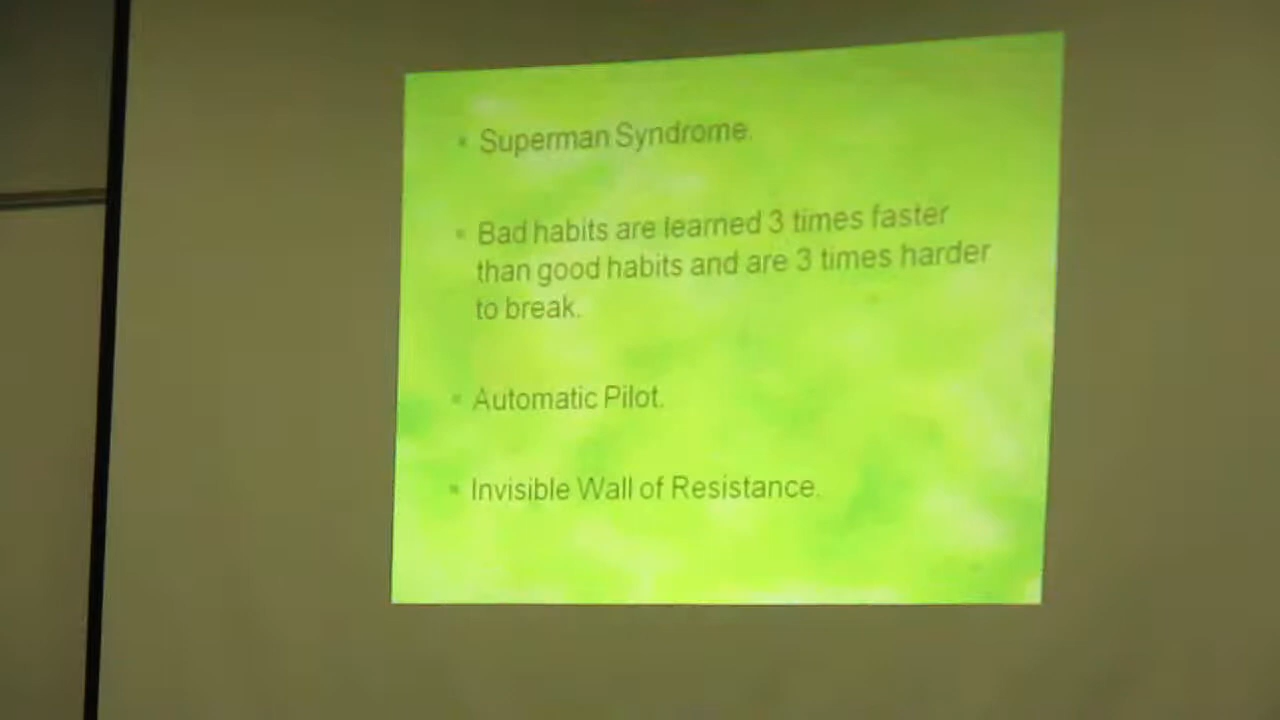 Superman Syndrome.
Bad habits are learned 3 times faster
than good habits and are 3 times harder
to break.
Automatic Pilot.
Invisible Wall of Resistance.